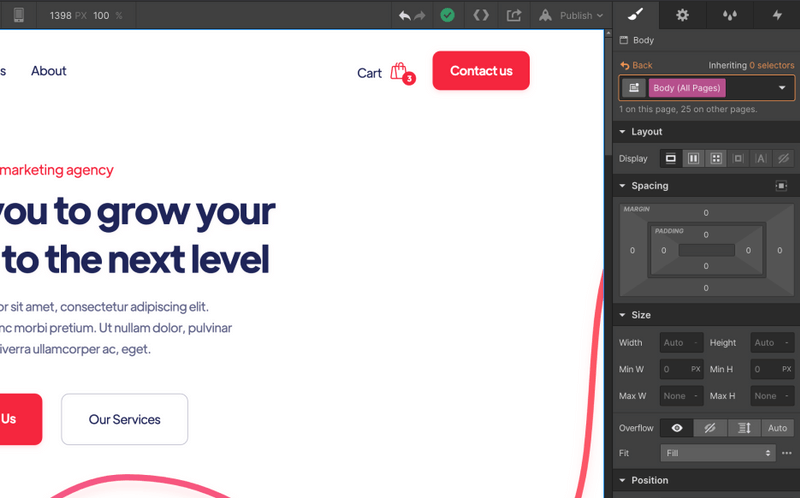 1398 PX 100 %
Publish
s About
Cart 3
Contact us
marketing agency
you to grow your
to the next level
or sit amet, consectetur adipiscing elit.
nc morbi pretium. Ut nullam dolor, pulvinar
iverra ullamcorper ac, eget.
Us
Our Services
Body
Back Inheriting 0 selectors
Body (All Pages)
1 on this page, 25 on other pages.
Layout
Display A
Spacing
MARGIN
0
PADDING
0
0 0 0 0
0
0
Size
Width Auto - Height Auto -
Min W 0 PX Min H 0 PX
Max W None - Max H None -
Overflow Auto
Fit Fill
Position